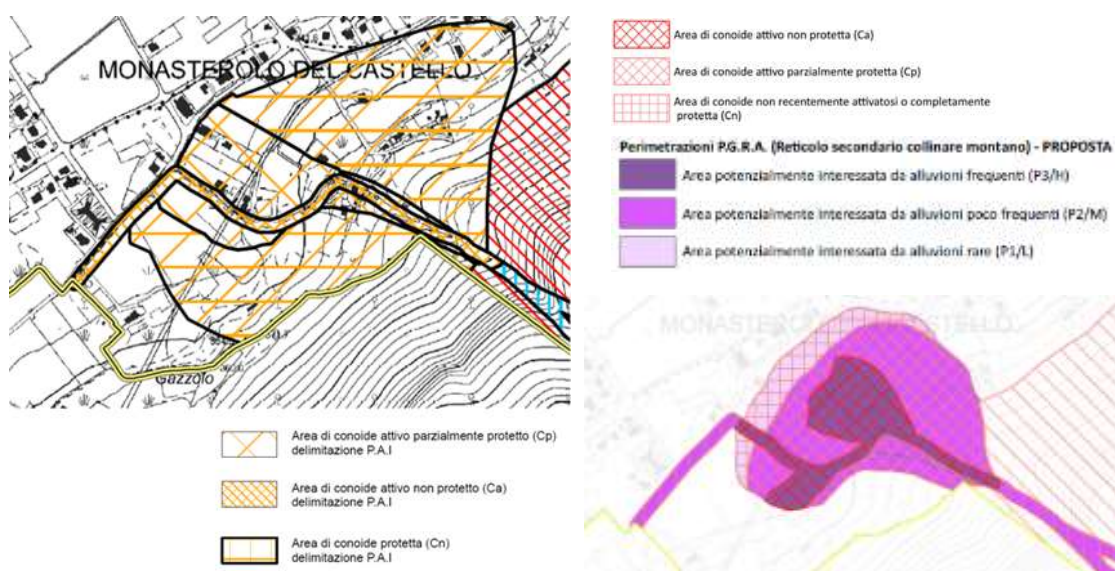 MONASTEROLO DEL CASTELLO
Gazzolo
Area di conoide attivo parzialmente protetto (Cp)
delimitazione P.A.I
Area di conoide attivo non protetto (Ca)
delimitazione P.A.I
Area di conoide protetta (Cn)
delimitazione P.A.I
Area di conoide attivo non protetta (Ca)
Area di conoide attivo parzialmente protetta (Cp)
Area di conoide non recentemente attivatosi o completamente
protetta (Cn)
Perimetrazioni P.G.R.A. (Reticolo secondario collinare montano) - PROPOSTA
Area potenzialmente interessata da alluvioni frequenti (P3/H)
Area potenzialmente interessata da alluvioni poco frequenti (P2/M)
Area potenzialmente interessata da alluvioni rare (P1/L)
MONASTEROLO DEL CASTELLO